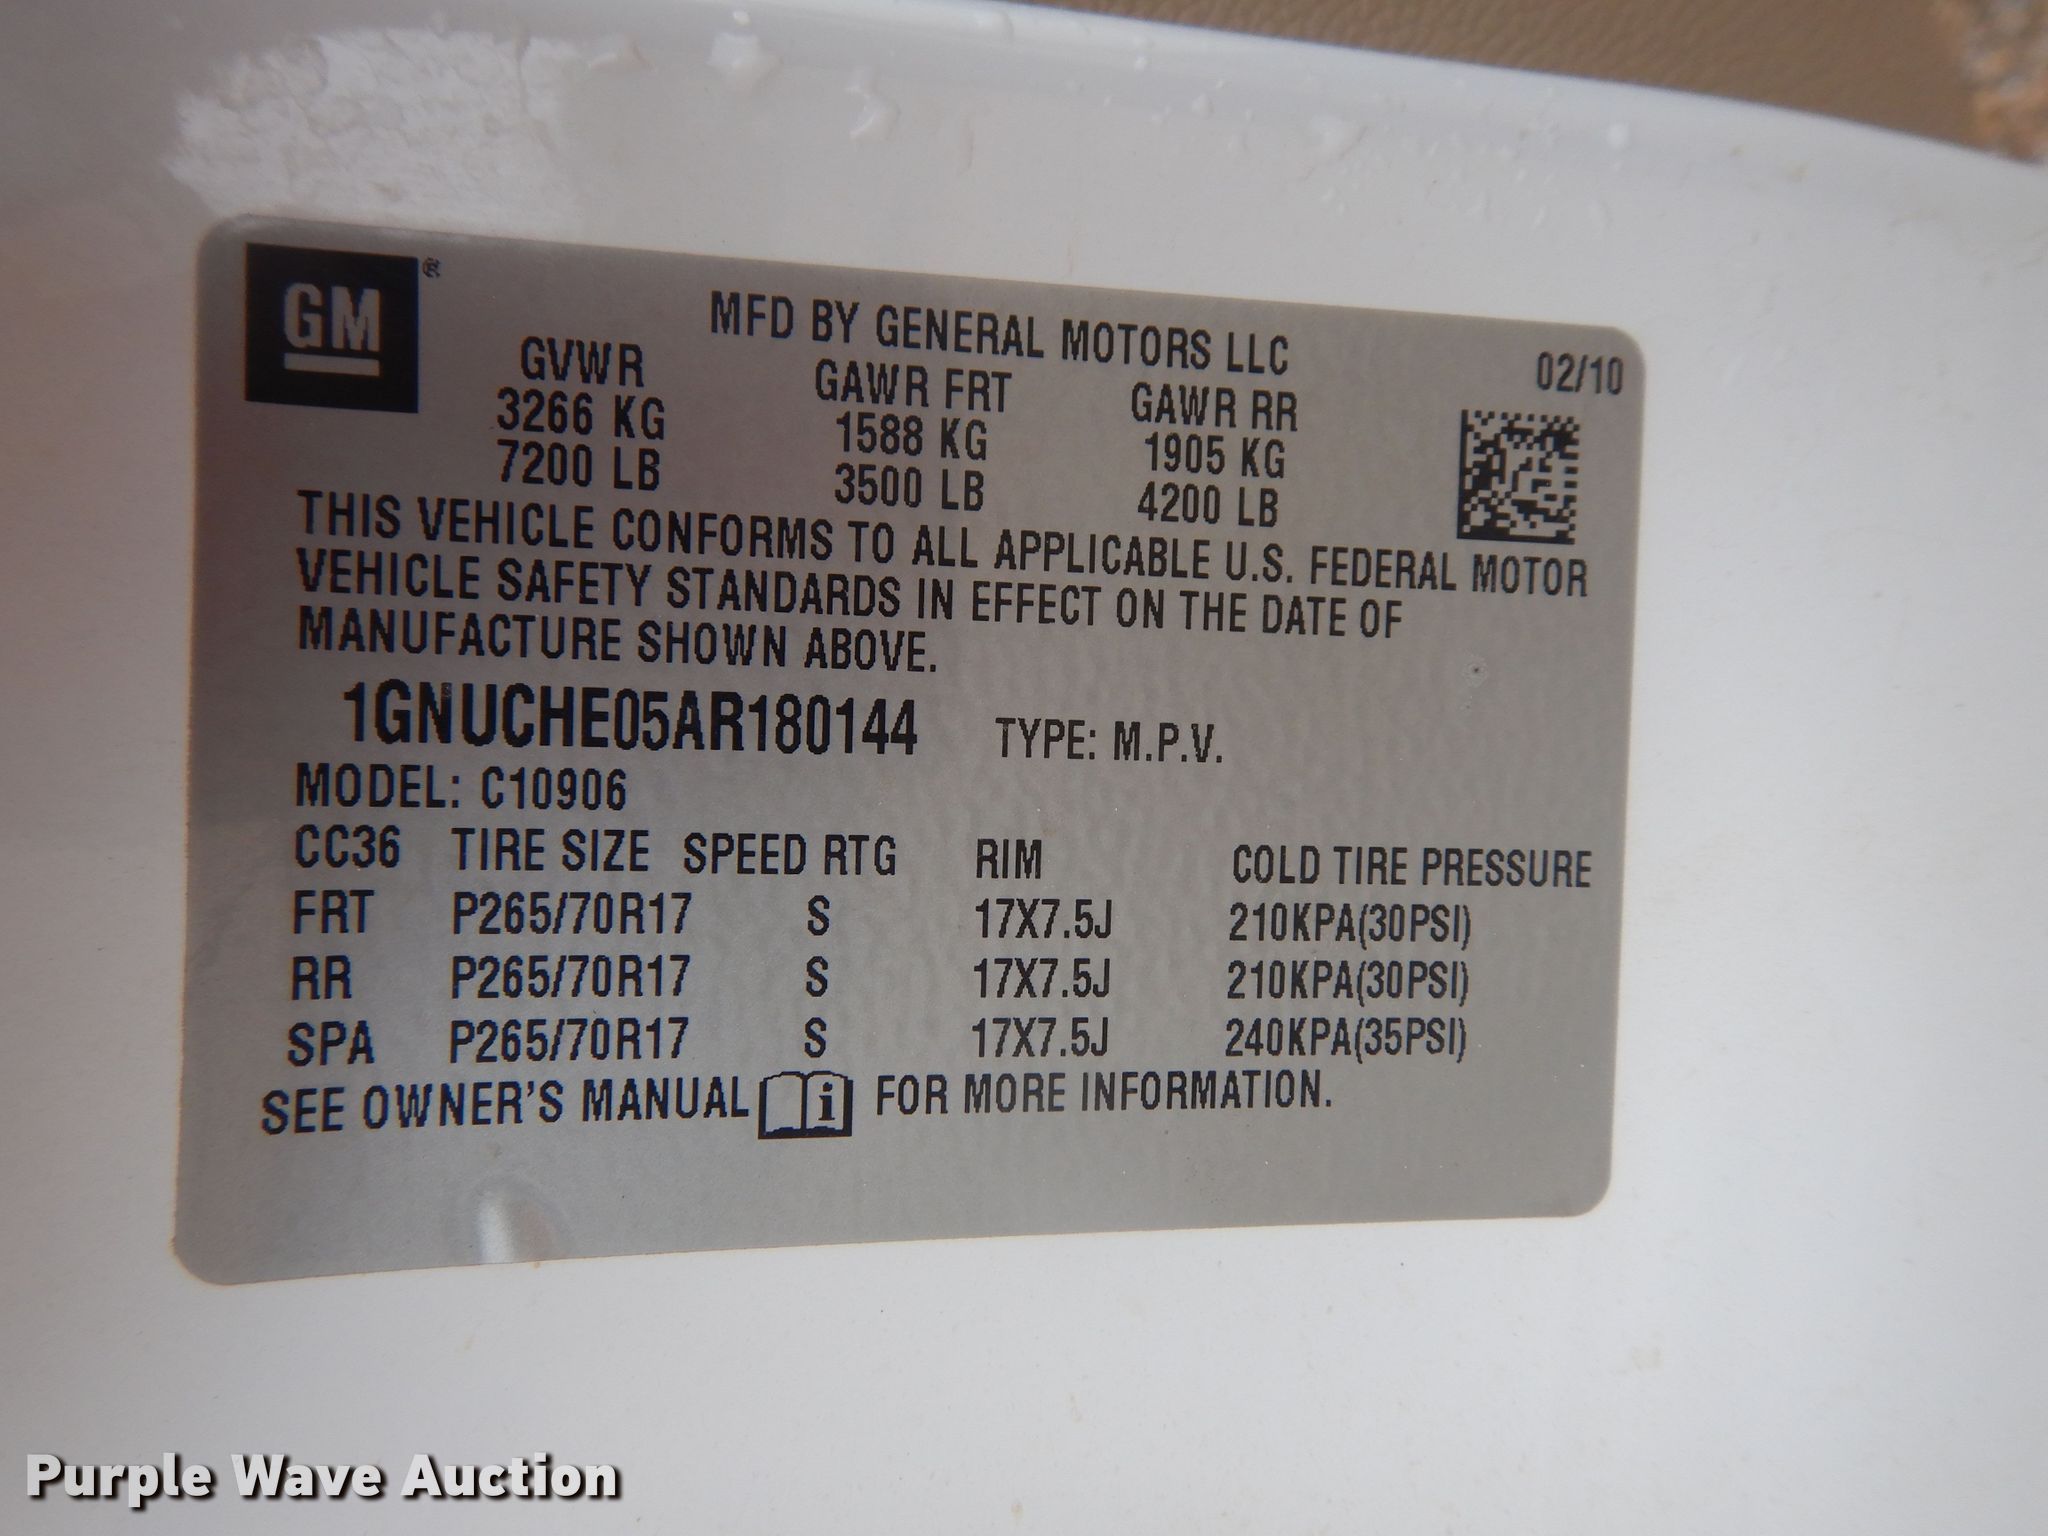 GM®
MFD BY GENERAL MOTORS LLC
02/10
GVWR GAWR FRT GAWR RR
3266 KG 1588 KG 1905 KG
7200 LB 3500 LB 4200 LB
THIS VEHICLE CONFORMS TO ALL APPLICABLE U.S. FEDERAL MOTOR
VEHICLE SAFETY STANDARDS IN EFFECT ON THE DATE OF
MANUFACTURE SHOWN ABOVE.
1GNUCHE05AR180144 TYPE: M.P.V.
MODEL: C10906
CC36 TIRE SIZE SPEED RTG RIM COLD TIRE PRESSURE
FRT P265/70R17 S 17X7.5J 210KPA(30PSI)
RR P265/70R17 S 17X7.5J 210KPA(30PSI)
SPA P265/70R17 S 17X7.5J 240KPA(35PSI)
SEE OWNER'S MANUAL i FOR MORE INFORMATION.
Purple Wave Auction